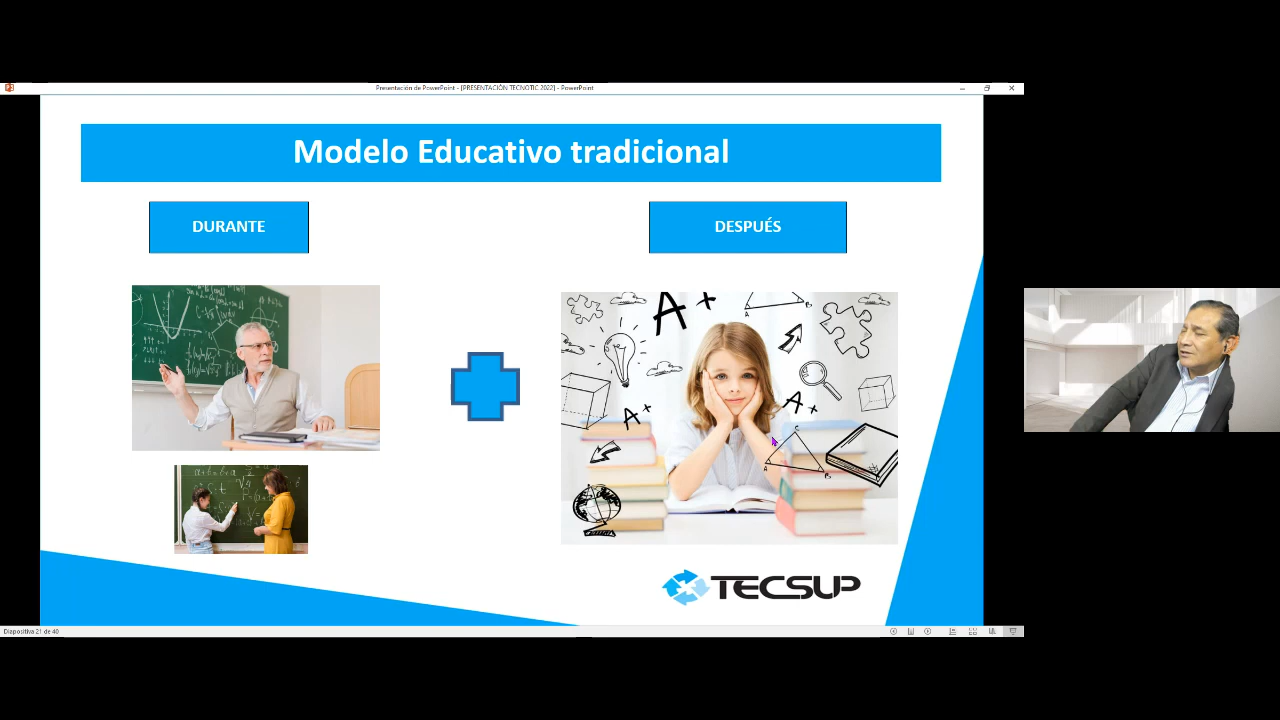 Presentación de PowerPoint - [PRESENTACIÓN TECNOTIC 2022] - PowerPoint
Modelo Educativo tradicional
DURANTE
DESPUÉS
A+
A B
A+
A+
C
A
B
TECSUP
Diapositiva 21 de 40